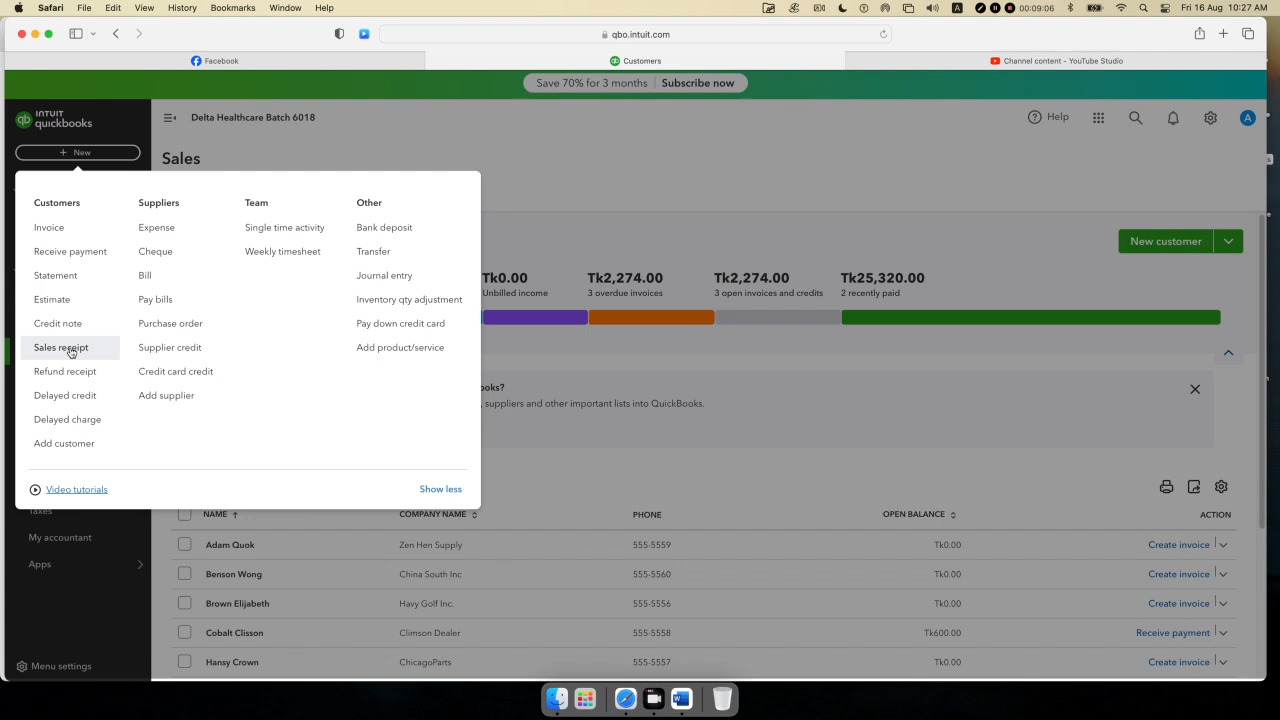 Safari File Edit View History Bookmarks Window Help
A 00:09:06 Fri 16 Aug 10:27 AM
qbo.intuit.com
Facebook
Customers
Channel content – YouTube Studio
Save 70% for 3 months | Subscribe now
INTUIT
quickbooks
Delta Healthcare Batch 6018
Help
A
+ New
Sales
Customers Suppliers Team Other
Invoice Expense Single time activity Bank deposit
Receive payment Cheque Weekly timesheet Transfer
Statement Bill Journal entry
Estimate Pay bills Inventory qty adjustment
Credit note Purchase order Pay down credit card
Sales receipt Supplier credit Add product/service
Refund receipt Credit card credit
Delayed credit Add supplier
Delayed charge
Add customer
Video tutorials
Show less
New customer
Tk0.00 Tk2,274.00 Tk2,274.00 Tk25,320.00
Unbilled income 3 overdue invoices 3 open invoices and credits 2 recently paid
ooks?
, suppliers and other important lists into QuickBooks.
Taxes
My accountant
Apps
Menu settings
NAME COMPANY NAME PHONE OPEN BALANCE ACTION
Adam Quok Zen Hen Supply 555-5559 Tk0.00 Create invoice
Benson Wong China South Inc 555-5560 Tk0.00 Create invoice
Brown Elijabeth Havy Golf Inc. 555-5556 Tk0.00 Create invoice
Cobalt Clisson Climson Dealer 555-5558 Tk600.00 Receive payment
Hansy Crown ChicagoParts 555-5557 Tk0.00 Create invoice